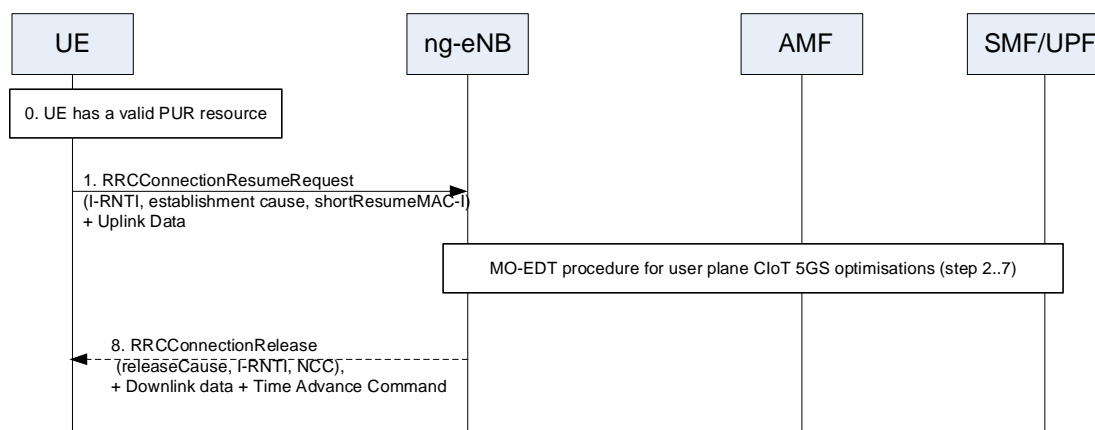 UE
ng-eNB
AMF
SMF/UPF
0. UE has a valid PUR resource
1. RRCConnectionResumeRequest
(I-RNTI, establishment cause, shortResumeMAC-I)
+ Uplink Data
MO-EDT procedure for user plane CIoT 5GS optimisations (step 2..7)
8. RRCConnectionRelease
(releaseCause, I-RNTI, NCC),
+ Downlink data + Time Advance Command